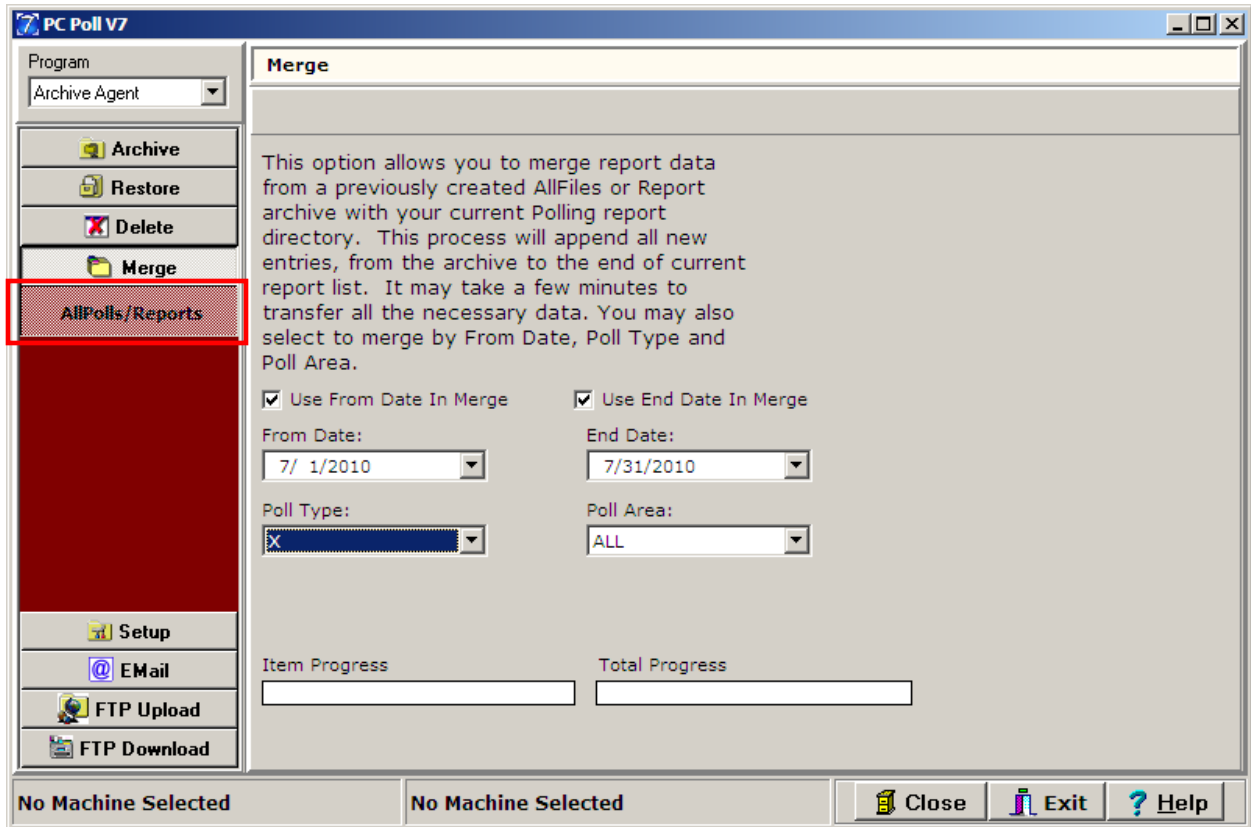 PC Poll V7
Program
Archive Agent
Archive
Restore
Delete
Merge
AllPolls/Reports
Setup
EMail
FTP Upload
FTP Download
Merge
This option allows you to merge report data
from a previously created AllFiles or Report
archive with your current Polling report
directory.  This process will append all new
entries, from the archive to the end of current
report list.  It may take a few minutes to
transfer all the necessary data. You may also
select to merge by From Date, Poll Type and
Poll Area.
Use From Date In Merge    Use End Date In Merge
From Date:    End Date:
7/ 1/2010    7/31/2010
Poll Type:    Poll Area:
X    ALL
Item Progress    Total Progress
No Machine Selected    No Machine Selected    Close    Exit    ? Help